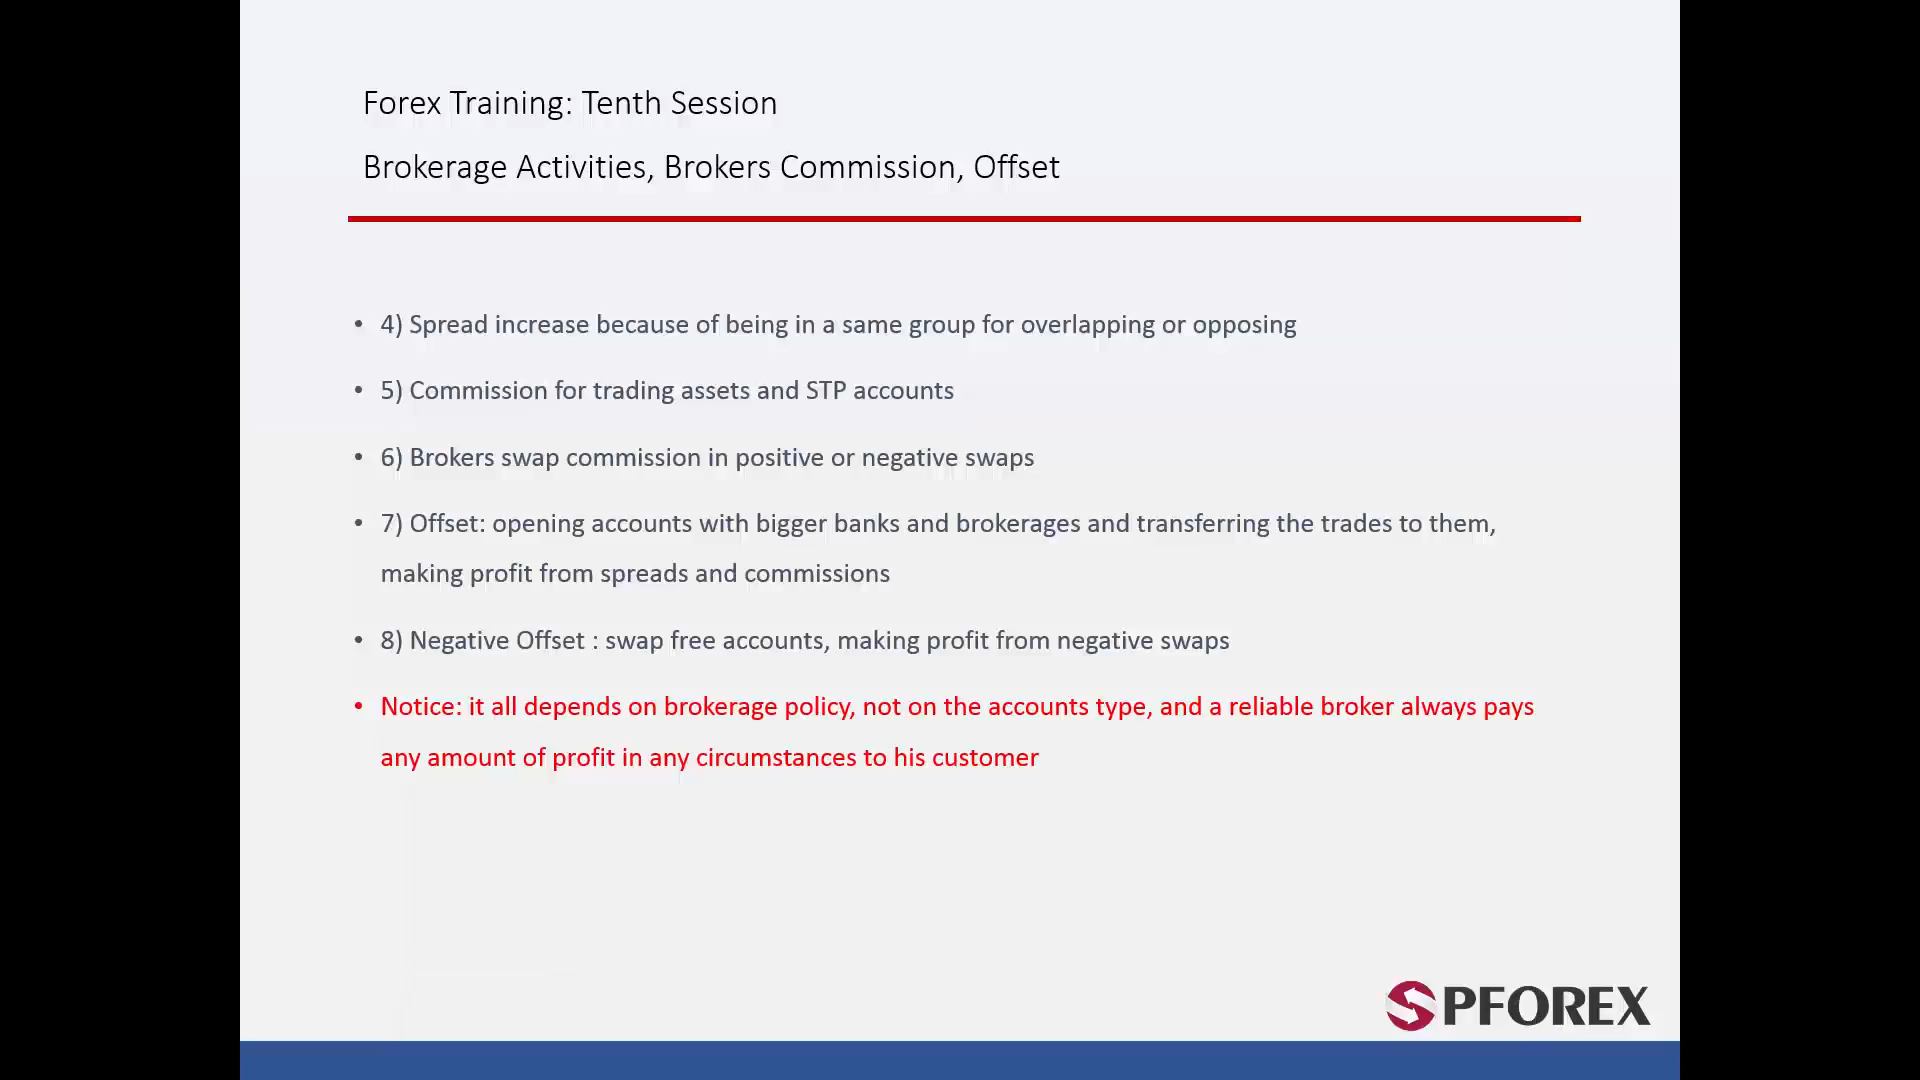 Forex Training: Tenth Session
Brokerage Activities, Brokers Commission, Offset
• 4) Spread increase because of being in a same group for overlapping or opposing
• 5) Commission for trading assets and STP accounts
• 6) Brokers swap commission in positive or negative swaps
• 7) Offset: opening accounts with bigger banks and brokerages and transferring the trades to them,
making profit from spreads and commissions
• 8) Negative Offset : swap free accounts, making profit from negative swaps
• Notice: it all depends on brokerage policy, not on the accounts type, and a reliable broker always pays
any amount of profit in any circumstances to his customer
SPFOREX